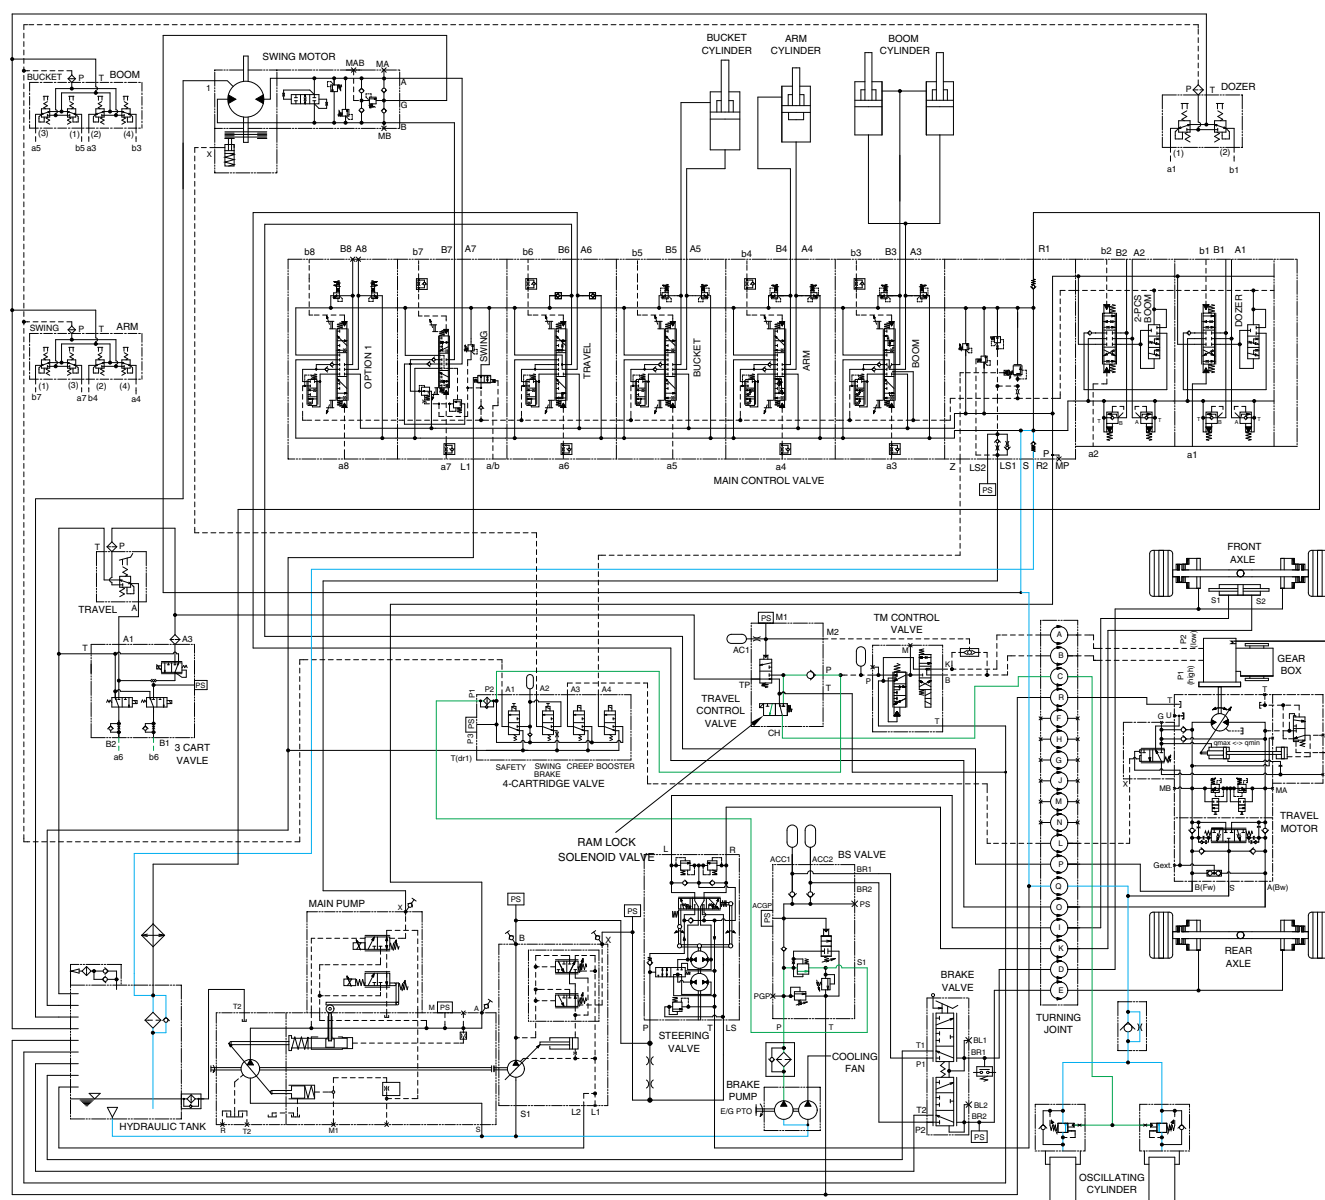 BUCKET
CYLINDER
ARM
CYLINDER
BOOM
CYLINDER
SWING MOTOR
MAB MA
A
G
B
MB
1
X
BUCKET P T BOOM
(3) (1) (2) (4)
a5 b5 a3 b3
P T DOZER
(1) (2)
a1 b1
SWING P T ARM
(1) (3) (2) (4)
b7 a7 b4 a4
b8 B8 A8 b7 B7 A7 b6 B6 A6 b5 B5 A5 b4 B4 A4 b3 B3 A3 R1 b2 B2 A2 b1 B1 A1
OPTION 1
SWING
TRAVEL
BUCKET
ARM
BOOM
2-PCS
BOOM
DOZER
T B A T T B A T
a8 a7 L1 a/b a6 a5 a4 a3 Z LS2 LS1 S R2 P MP a2 a1
PS
MAIN CONTROL VALVE
T P
TRAVEL A
A1 A3
T
PS
B2 B1
a6 b6
3 CART
VAVLE
P1 P2 A1 A2 A3 A4
PS
P3
T(dr1)
SAFETY SWING
BRAKE CREEP BOOSTER
4-CARTRIDGE VALVE
PS M1
M2
AC1
TP
P
T
CH
TRAVEL
CONTROL
VALVE
TM CONTROL
VALVE
M
P
K
B
T
RAM LOCK
SOLENOID VALVE
A
B
C
R
F
H
G
J
M
N
L
P
Q
O
I
K
D
E
TURNING
JOINT
FRONT
AXLE
S1 S2
P2
(low)
P1
(high)
GEAR
BOX
T
G U
T
qmax <-> qmin
X
MB MA
TRAVEL
MOTOR
Gext.
B(Fw) S A(Bw)
REAR
AXLE
L R
P T LS
STEERING
VALVE
ACC1 ACC2
BS VALVE
BR1
BR2
PS
ACGP
PS
S1
PGP
P T
COOLING
FAN
BRAKE
PUMP
E/G PTO
BRAKE
VALVE
T1
P1
BL1
BR1
T2
P2
BL2
BR2
PS
MAIN PUMP
X
PS
B X
PS
T2
M PS A
R T2 M1 S
S1 L2 L1
HYDRAULIC TANK
OSCILLATING
CYLINDER